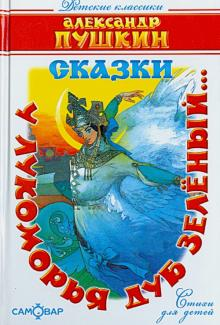 Детские классики
АЛЕКСАНДР
ПУШКИН
СКАЗКИ
У ЛУКОМОРЬЯ ДУБ ЗЕЛЁНЫЙ...
Стихи
для детей
САМОВАР